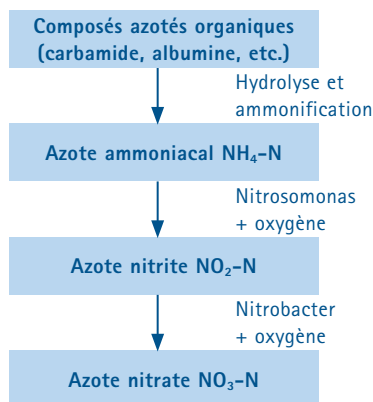 Composés azotés organiques
(carbamide, albumine, etc.)
Hydrolyse et
ammonification
Azote ammoniacal NH₄-N
Nitrosomonas
+ oxygène
Azote nitrite NO₂-N
Nitrobacter
+ oxygène
Azote nitrate NO₃-N